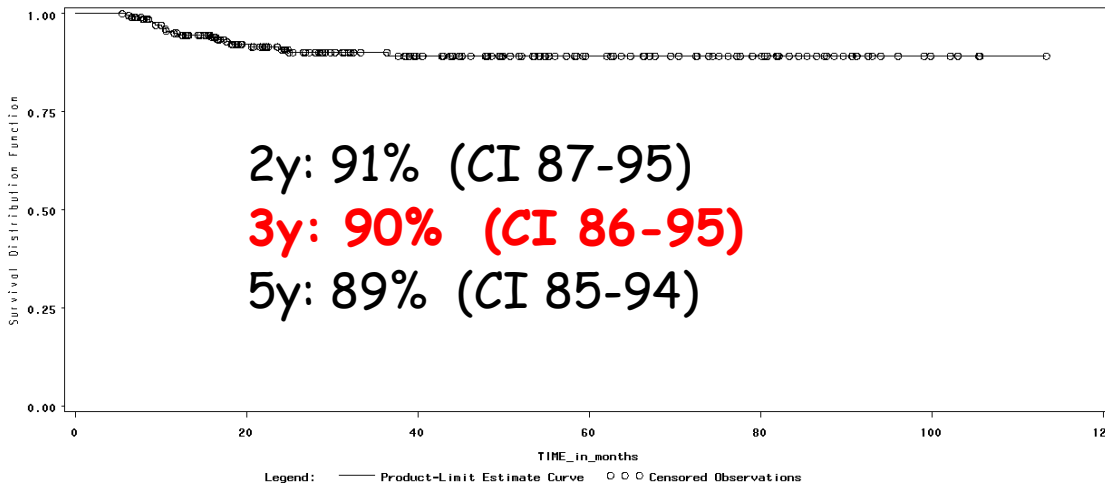 1.00
0.75
0.50
0.25
0.00
Survival Distribution Function
2y: 91% (CI 87-95)
3y: 90% (CI 86-95)
5y: 89% (CI 85-94)
0 20 40 60 80 100 120
TIME_in_months
Legend: Product-Limit Estimate Curve Censored Observations